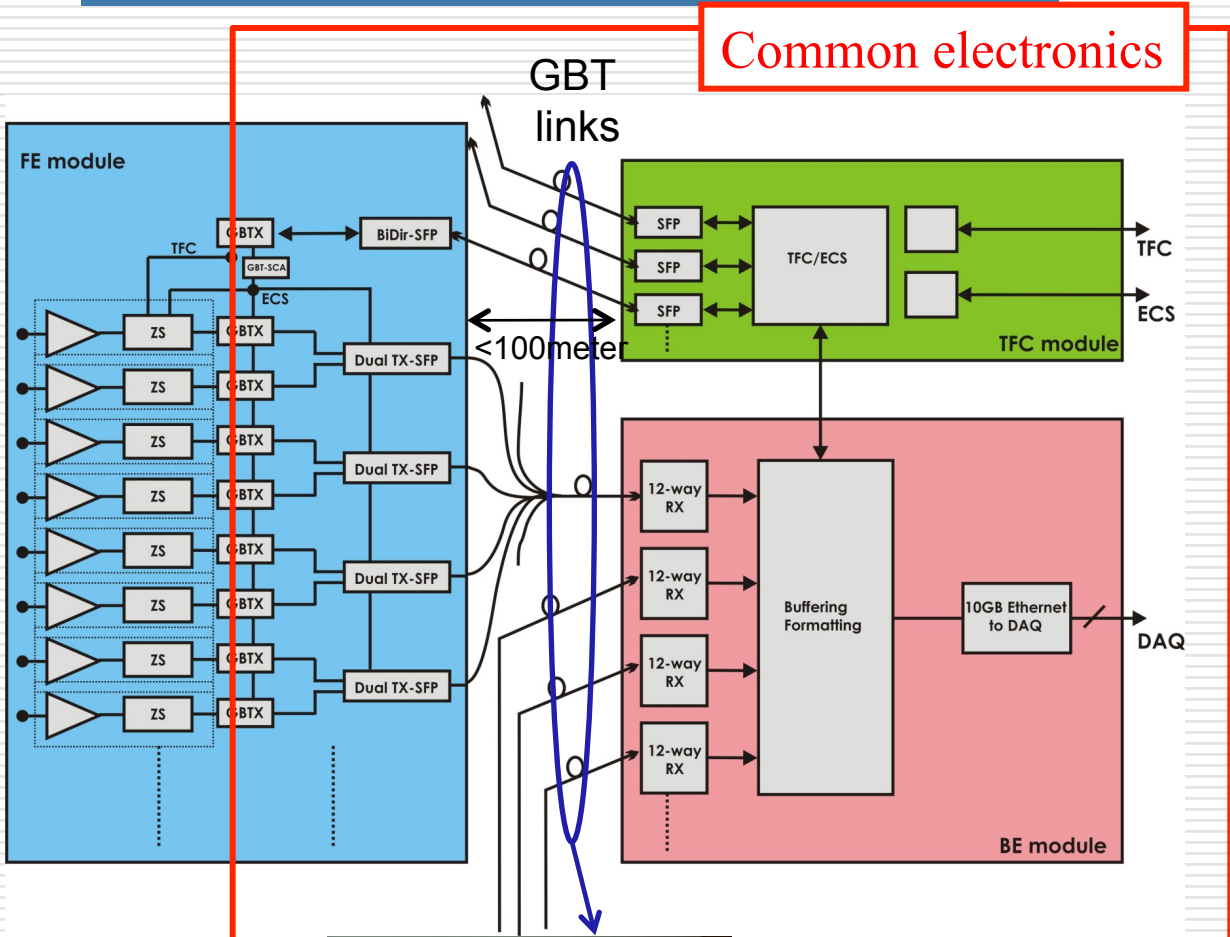 Common electronics
GBT
links
FE module
GBTX
BiDir-SFP
TFC
GBT-SCA
ECS
ZS
GBTX
Dual TX-SFP
ZS
GBTX
ZS
GBTX
Dual TX-SFP
ZS
GBTX
ZS
GBTX
Dual TX-SFP
ZS
GBTX
ZS
GBTX
Dual TX-SFP
ZS
GBTX
<100meter
SFP
SFP
SFP
TFC/ECS
TFC
ECS
TFC module
12-way
RX
12-way
RX
12-way
RX
12-way
RX
Buffering
Formatting
10GB Ethernet
to DAQ
DAQ
BE module